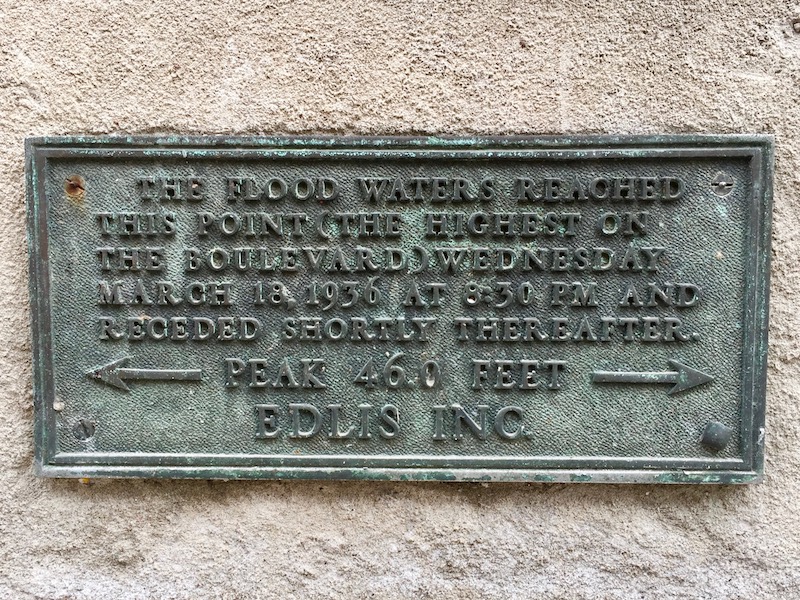 THE FLOOD WATERS REACHED
THIS POINT (THE HIGHEST ON
THE BOULEVARD) WEDNESDAY
MARCH 18, 1936 AT 8:30 PM AND
RECEDED SHORTLY THEREAFTER.
PEAK 46.0 FEET
EDLIS INC.